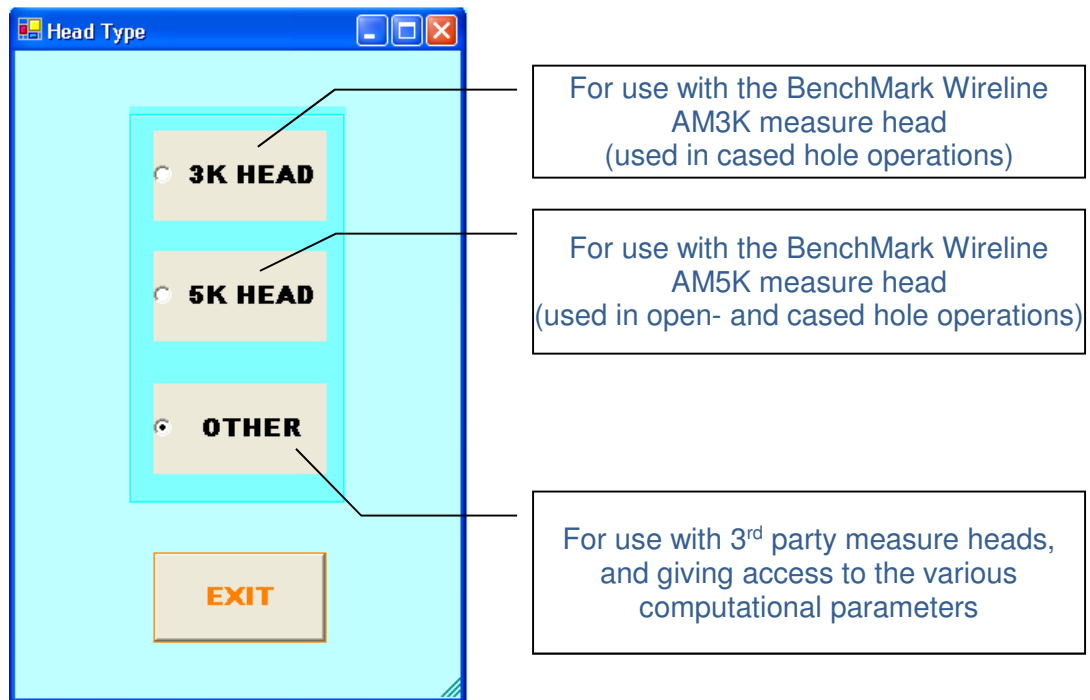 Head Type
3K HEAD
5K HEAD
OTHER
EXIT
For use with the BenchMark Wireline
AM3K measure head
(used in cased hole operations)
For use with the BenchMark Wireline
AM5K measure head
(used in open- and cased hole operations)
For use with 3rd party measure heads,
and giving access to the various
computational parameters